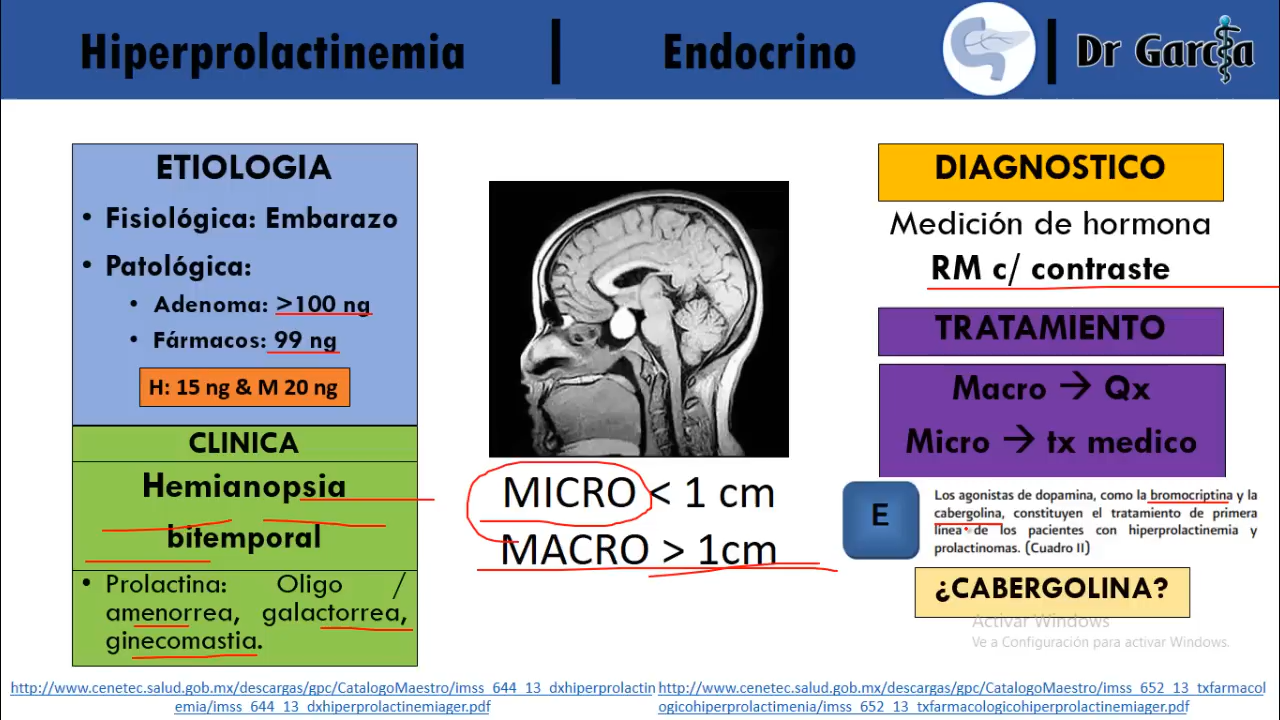 Hiperprolactinemia | Endocrino | Dr García
ETIOLOGIA
• Fisiológica: Embarazo
• Patológica:
• Adenoma: >100 ng
• Fármacos: 99 ng
H: 15 ng & M 20 ng
CLINICA
Hemianopsia
bitemporal
• Prolactina: Oligo /
amenorrea, galactorrea,
ginecomastia.
MICRO < 1 cm
MACRO > 1cm
DIAGNOSTICO
Medición de hormona
RM c/ contraste
TRATAMIENTO
Macro → Qx
Micro → tx medico
E
Los agonistas de dopamina, como la bromocriptina y la
cabergolina, constituyen el tratamiento de primera
línea de los pacientes con hiperprolactinemia y
prolactinomas. (Cuadro II)
¿CABERGOLINA?
Activar Windows
Ve a Configuración para activar Windows.
http://www.cenetec.salud.gob.mx/descargas/gpc/CatalogoMaestro/imss_644_13_dxhiperprolactin
emia/imss_644_13_dxhiperprolactinemiager.pdf
http://www.cenetec.salud.gob.mx/descargas/gpc/CatalogoMaestro/imss_652_13_txfarmacol
ogicohiperprolactimenia/imss_652_13_txfarmacologicohiperprolactinemiager.pdf